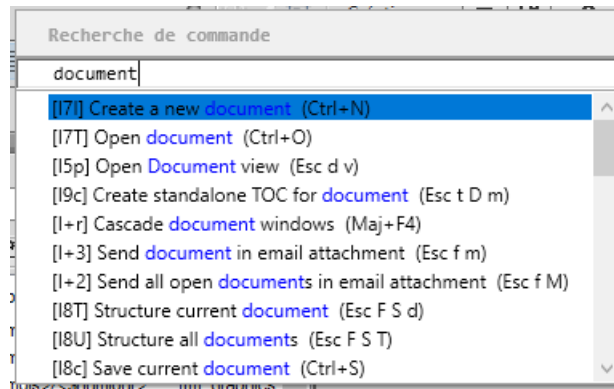 Recherche de commande
document
[I7I] Create a new document (Ctrl+N)
[I7T] Open document (Ctrl+O)
[I5p] Open Document view (Esc d v)
[I9c] Create standalone TOC for document (Esc t D m)
[I+r] Cascade document windows (Maj+F4)
[I+3] Send document in email attachment (Esc f m)
[I+2] Send all open documents in email attachment (Esc f M)
[I8T] Structure current document (Esc F S d)
[I8U] Structure all documents (Esc F S T)
[I8c] Save current document (Ctrl+S)